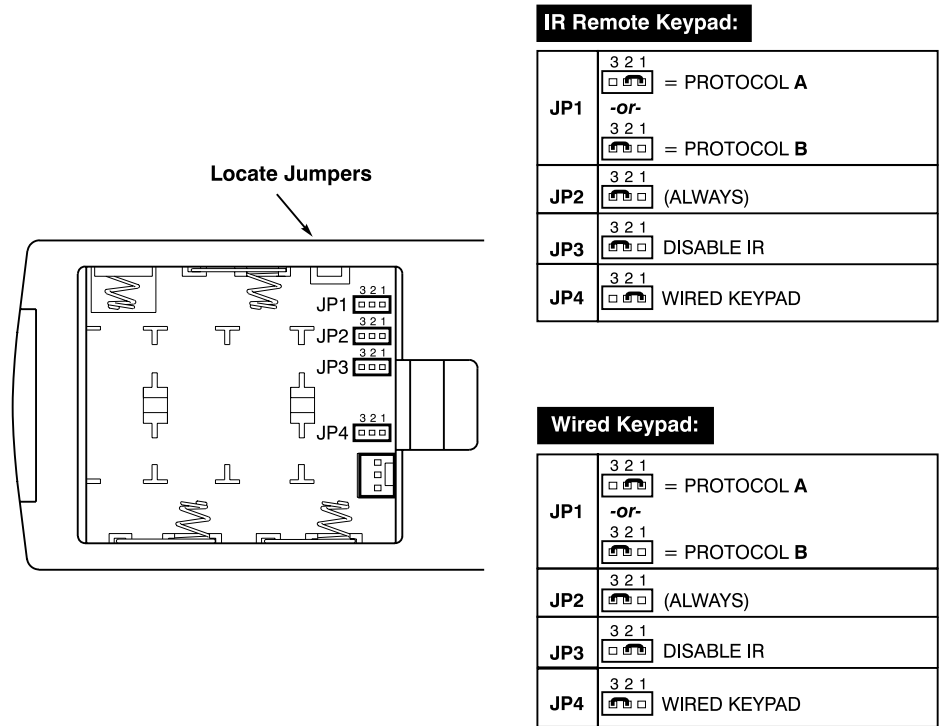 Locate Jumpers
3 2 1
JP1
3 2 1
JP2
3 2 1
JP3
3 2 1
JP4
IR Remote Keypad:
3 2 1
= PROTOCOL A
JP1 -or-
3 2 1
= PROTOCOL B
3 2 1
JP2 (ALWAYS)
3 2 1
JP3 DISABLE IR
3 2 1
JP4 WIRED KEYPAD
Wired Keypad:
3 2 1
= PROTOCOL A
JP1 -or-
3 2 1
= PROTOCOL B
3 2 1
JP2 (ALWAYS)
3 2 1
JP3 DISABLE IR
3 2 1
JP4 WIRED KEYPAD